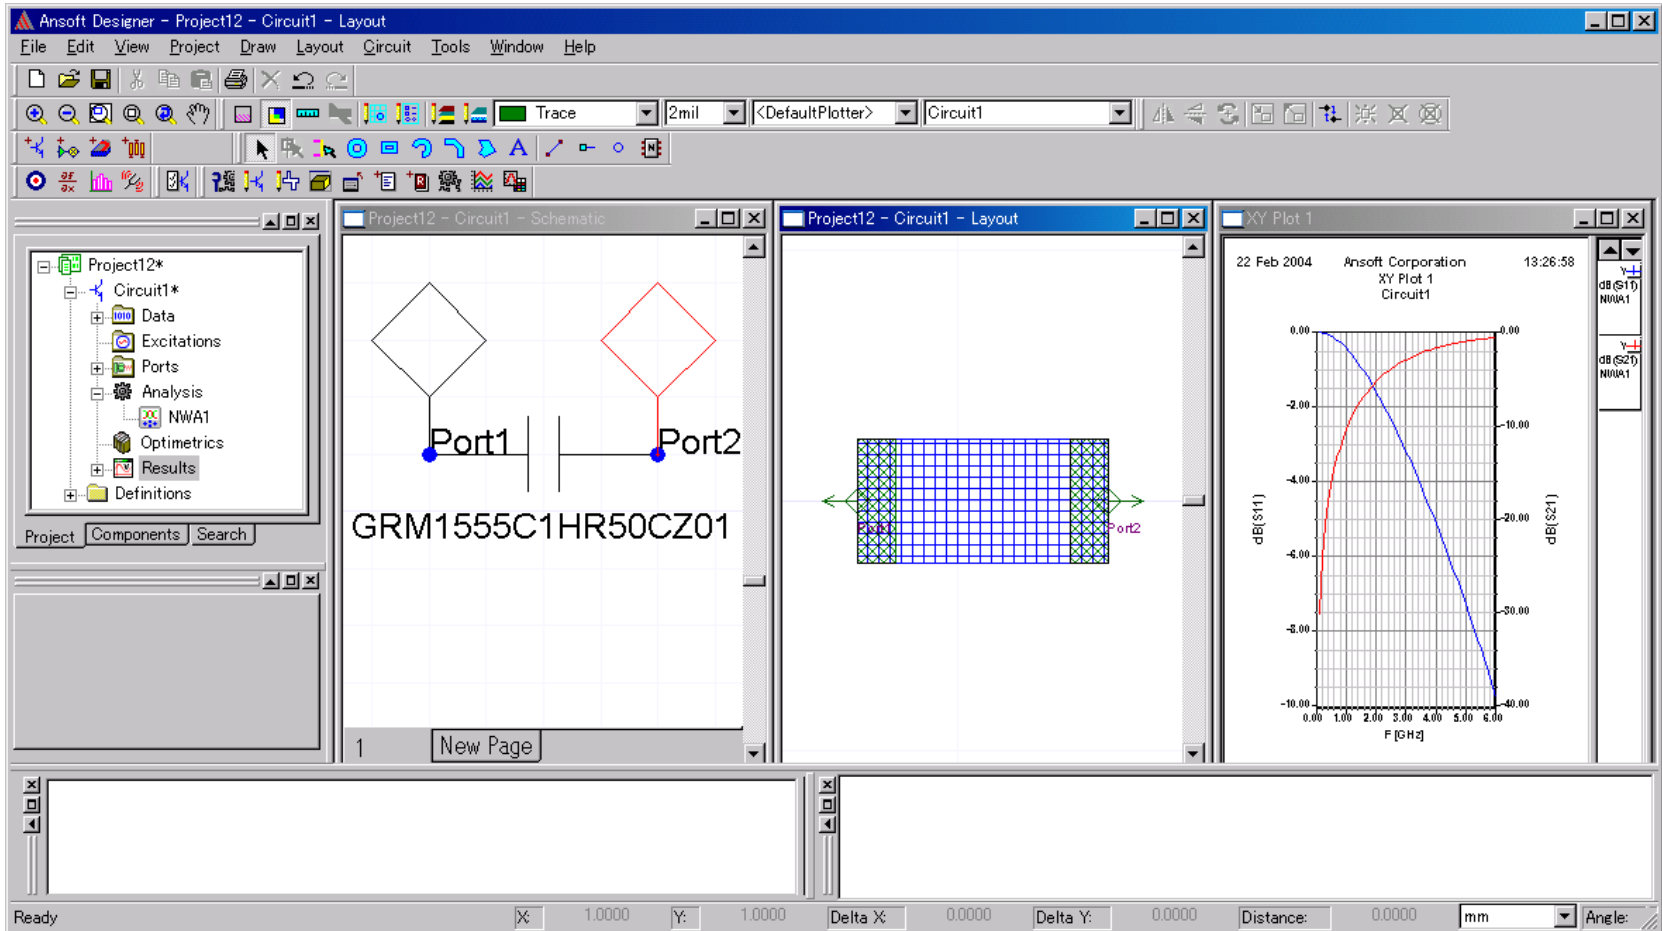 Ansoft Designer - Project12 - Circuit1 - Layout
File Edit View Project Draw Layout Circuit Tools Window Help
Trace 2mil <DefaultPlotter> Circuit1
Project12*
Circuit1*
Data
Excitations
Ports
Analysis
NWA1
Optimetrics
Results
Definitions
Project Components Search
Project12 - Circuit1 - Schematic
Port1 Port2
GRM1555C1HR50CZ01
1 New Page
Project12 - Circuit1 - Layout
Port1 Port2
XY Plot 1
22 Feb 2004 Ansoft Corporation 13:26:58
XY Plot 1
Circuit1
Y1
dB(S11)
NWA1
Y1
dB(S21)
NWA1
0.00 0.00
-2.00
-10.00
-4.00
-20.00
-6.00
-30.00
-8.00
-10.00 -40.00
dB(S11)
dB(S21)
0.00 1.00 2.00 3.00 4.00 5.00 6.00
F [GHz]
Ready X: 1.0000 Y: 1.0000 Delta X: 0.0000 Delta Y: 0.0000 Distance: 0.0000 mm Angle: